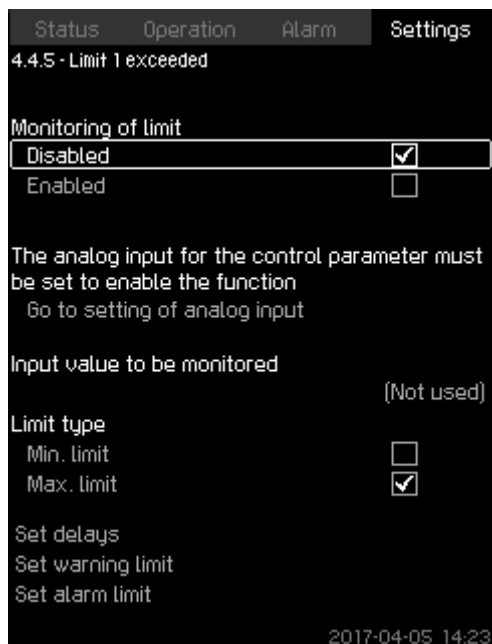 Status Operation Alarm Settings
4.4.5 - Limit 1 exceeded
Monitoring of limit
Disabled
Enabled
The analog input for the control parameter must
be set to enable the function
Go to setting of analog input
Input value to be monitored
(Not used)
Limit type
Min. limit
Max. limit
Set delays
Set warning limit
Set alarm limit
2017-04-05 14:23